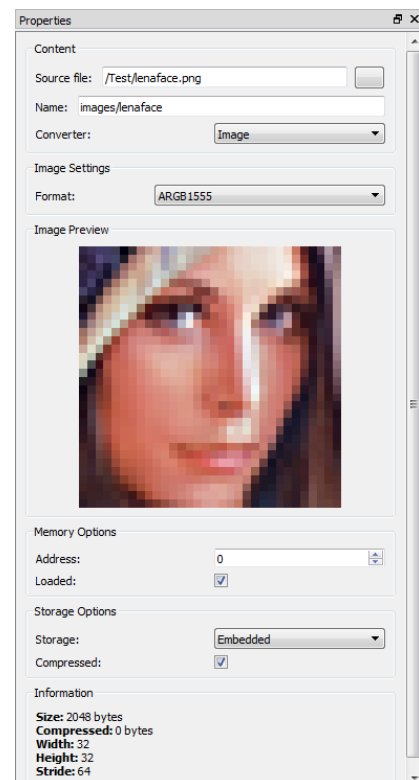 Properties
Content
Source file: /Test/lenaface.png
Name: images/lenaface
Converter: Image
Image Settings
Format: ARGB1555
Image Preview
Memory Options
Address: 0
Loaded:
Storage Options
Storage: Embedded
Compressed:
Information
Size: 2048 bytes
Compressed: 0 bytes
Width: 32
Height: 32
Stride: 64